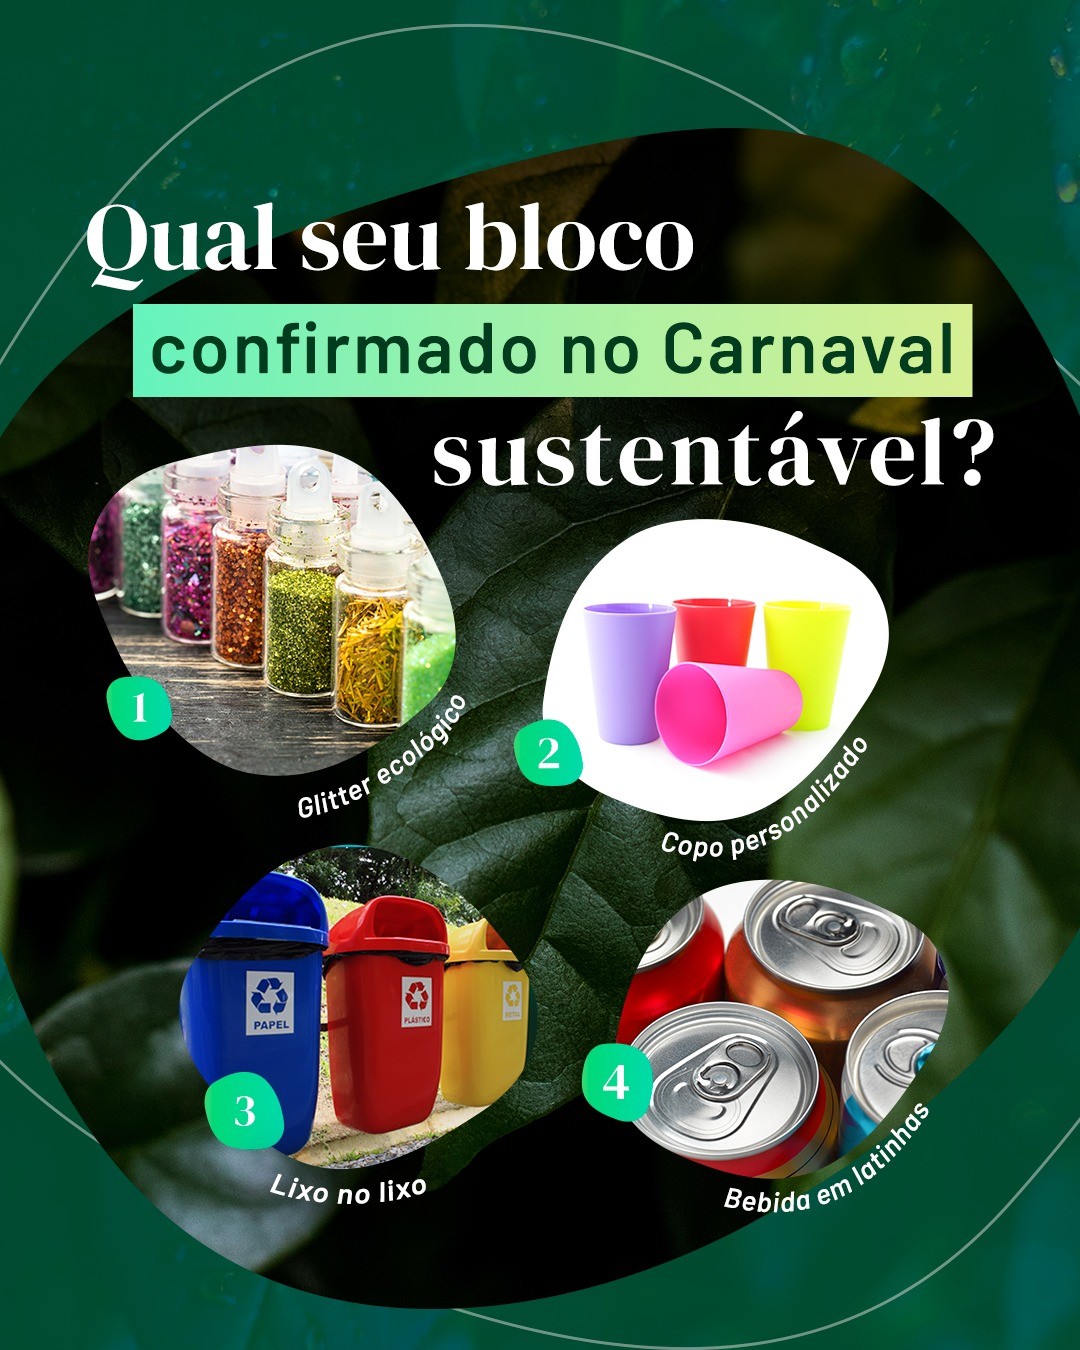 Qual seu bloco
confirmado no Carnaval
sustentável?
1
Glitter ecológico
2
Copo personalizado
PAPEL
PLÁSTICO
3
Lixo no lixo
4
Bebida em latinhas